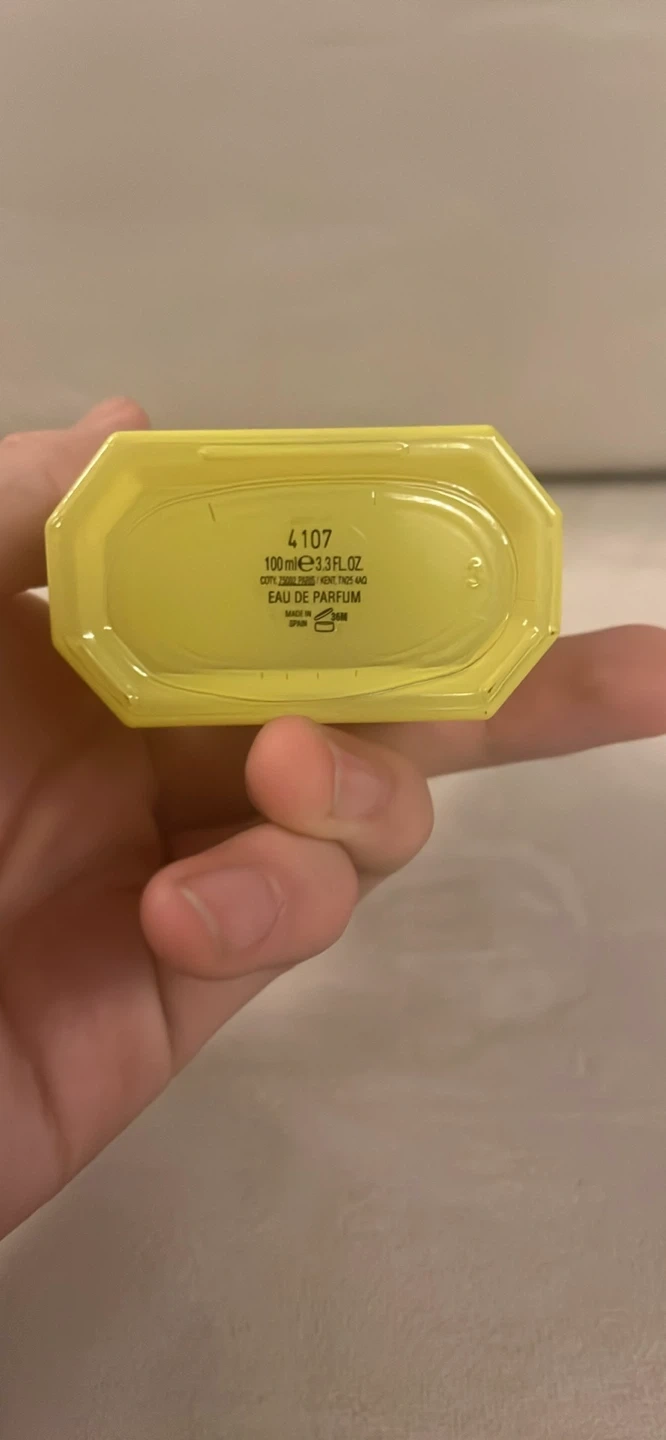 4107
100 ml ℮ 3.3 FL.OZ.
COTY, 75002 PARIS / KENT, TN25 4AQ
EAU DE PARFUM
MADE IN
SPAIN
36M